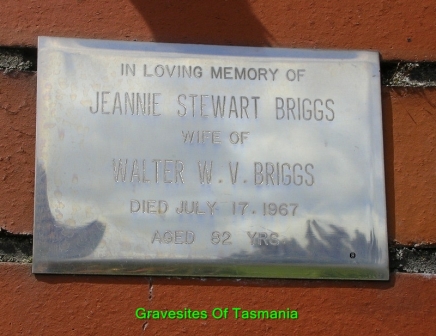 IN LOVING MEMORY OF
JEANNIE STEWART BRIGGS
WIFE OF
WALTER W. V. BRIGGS
DIED JULY 17. 1967
AGED 82 YRS.
Gravesites Of Tasmania